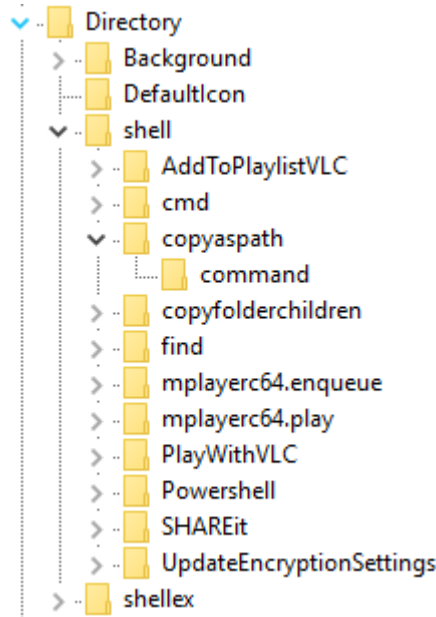 Directory
Background
DefaultIcon
shell
AddToPlaylistVLC
cmd
copyaspath
command
copyfolderchildren
find
mplayerc64.enqueue
mplayerc64.play
PlayWithVLC
Powershell
SHAREit
UpdateEncryptionSettings
shellex